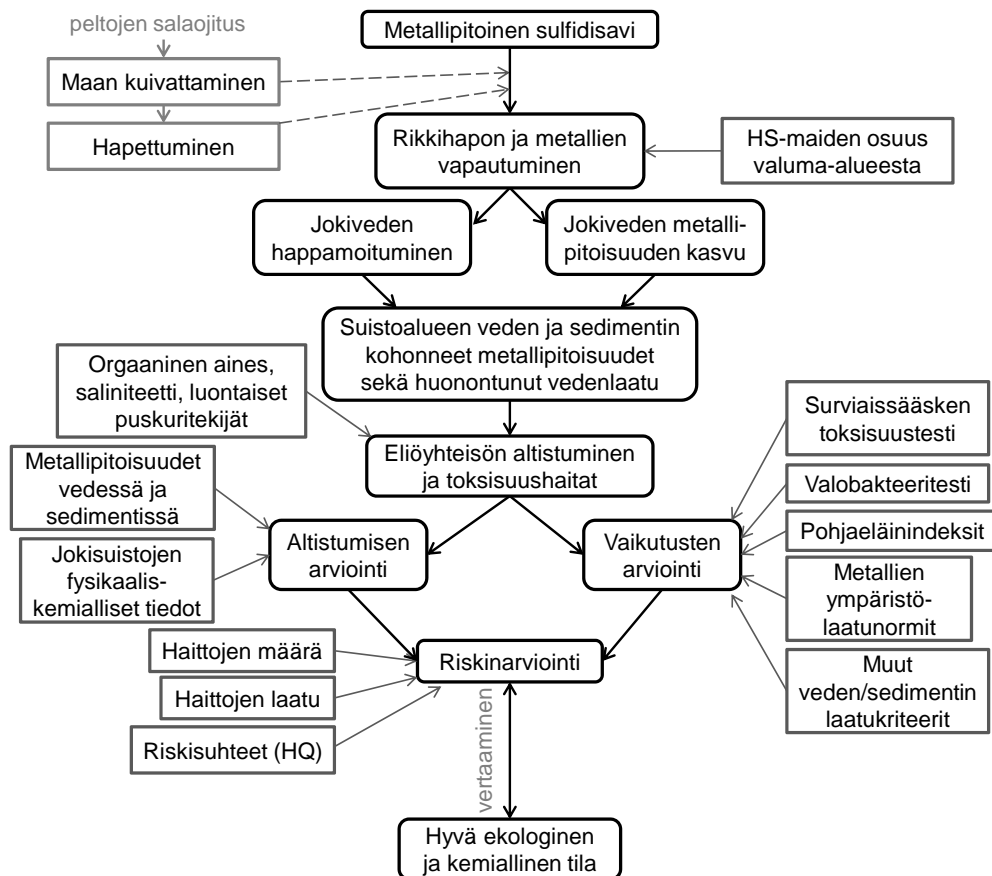 peltojen salaojitus
Metallipitoinen sulfidisavi
Maan kuivattaminen
Hapettuminen
Rikkihapon ja metallien
vapautuminen
HS-maiden osuus
valuma-alueesta
Jokiveden
happamoituminen
Jokiveden metalli-
pitoisuuden kasvu
Suistoalueen veden ja sedimentin
kohonneet metallipitoisuudet
sekä huonontunut vedenlaatu
Orgaaninen aines,
saliniteetti, luontaiset
puskuritekijät
Eliöyhteisön altistuminen
ja toksisuushaitat
Metallipitoisuudet
vedessä ja
sedimentissä
Jokisuistojen
fysikaalis-
kemialliset tiedot
Altistumisen
arviointi
Vaikutusten
arviointi
Surviaissääsken
toksisuustesti
Valobakteeritesti
Pohjaeläinindeksit
Metallien
ympäristö-
laatunormit
Muut
veden/sedimentin
laatukriteerit
Haittojen määrä
Haittojen laatu
Riskisuhteet (HQ)
Riskinarviointi
vertaaminen
Hyvä ekologinen
ja kemiallinen tila